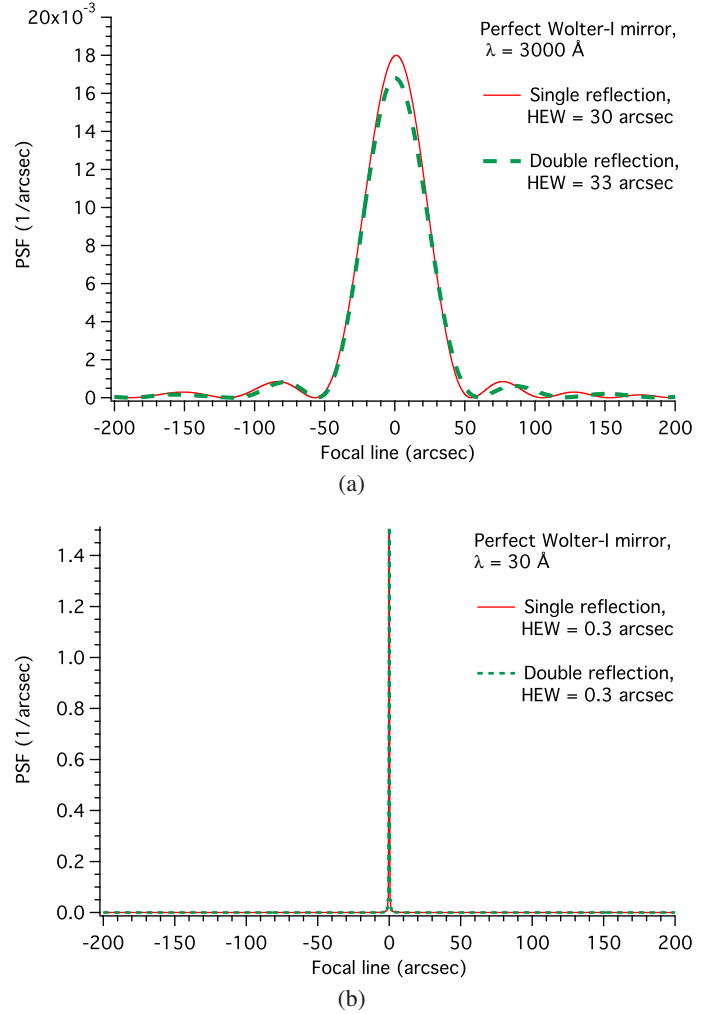 20x10⁻³
18
16
14
12
10
8
6
4
2
0
PSF (1/arcsec)
-200 -150 -100 -50 0 50 100 150 200
Focal line (arcsec)
Perfect Wolter-I mirror,
λ = 3000 Å
Single reflection,
HEW = 30 arcsec
Double reflection,
HEW = 33 arcsec
(a)
1.4
1.2
1.0
0.8
0.6
0.4
0.2
0.0
PSF (1/arcsec)
-200 -150 -100 -50 0 50 100 150 200
Focal line (arcsec)
Perfect Wolter-I mirror,
λ = 30 Å
Single reflection,
HEW = 0.3 arcsec
Double reflection,
HEW = 0.3 arcsec
(b)